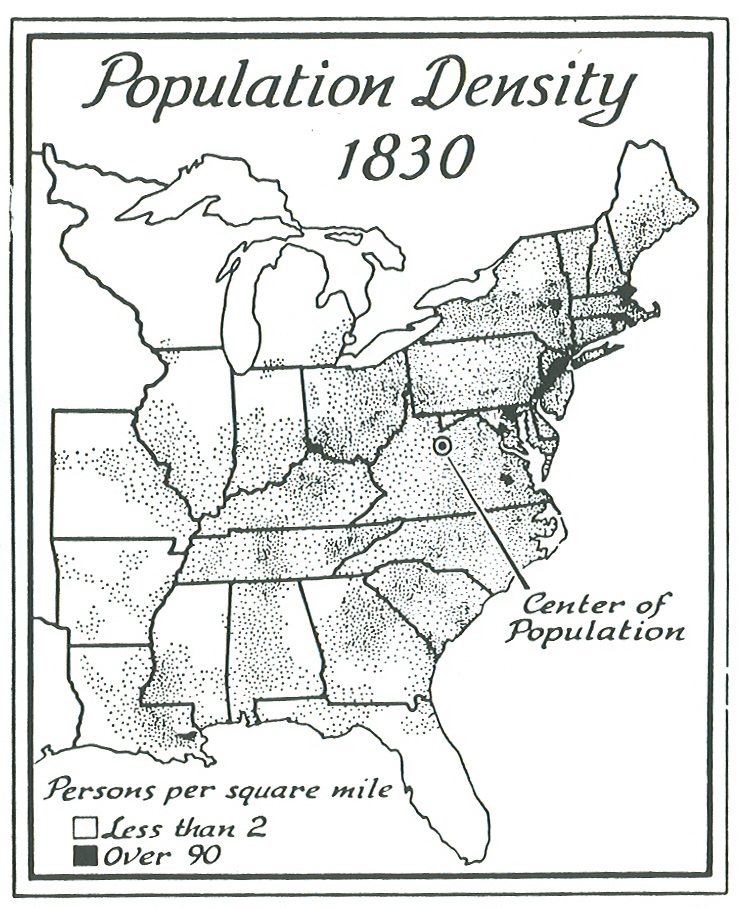 Population Density
1830
Center of
Population
Persons per square mile
Less than 2
Over 90